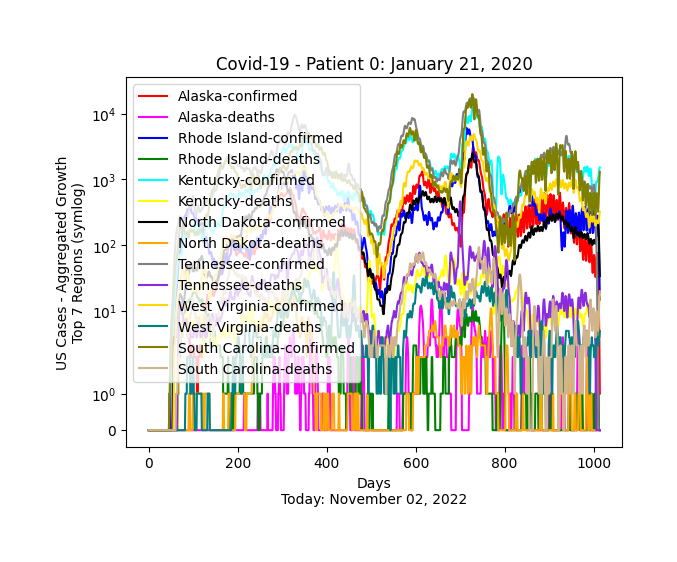 Covid-19 - Patient 0: January 21, 2020
US Cases - Aggregated Growth
Top 7 Regions (symlog)
10⁴
10³
10²
10¹
10⁰
0
Alaska-confirmed
Alaska-deaths
Rhode Island-confirmed
Rhode Island-deaths
Kentucky-confirmed
Kentucky-deaths
North Dakota-confirmed
North Dakota-deaths
Tennessee-confirmed
Tennessee-deaths
West Virginia-confirmed
West Virginia-deaths
South Carolina-confirmed
South Carolina-deaths
0 200 400 600 800 1000
Days
Today: November 02, 2022